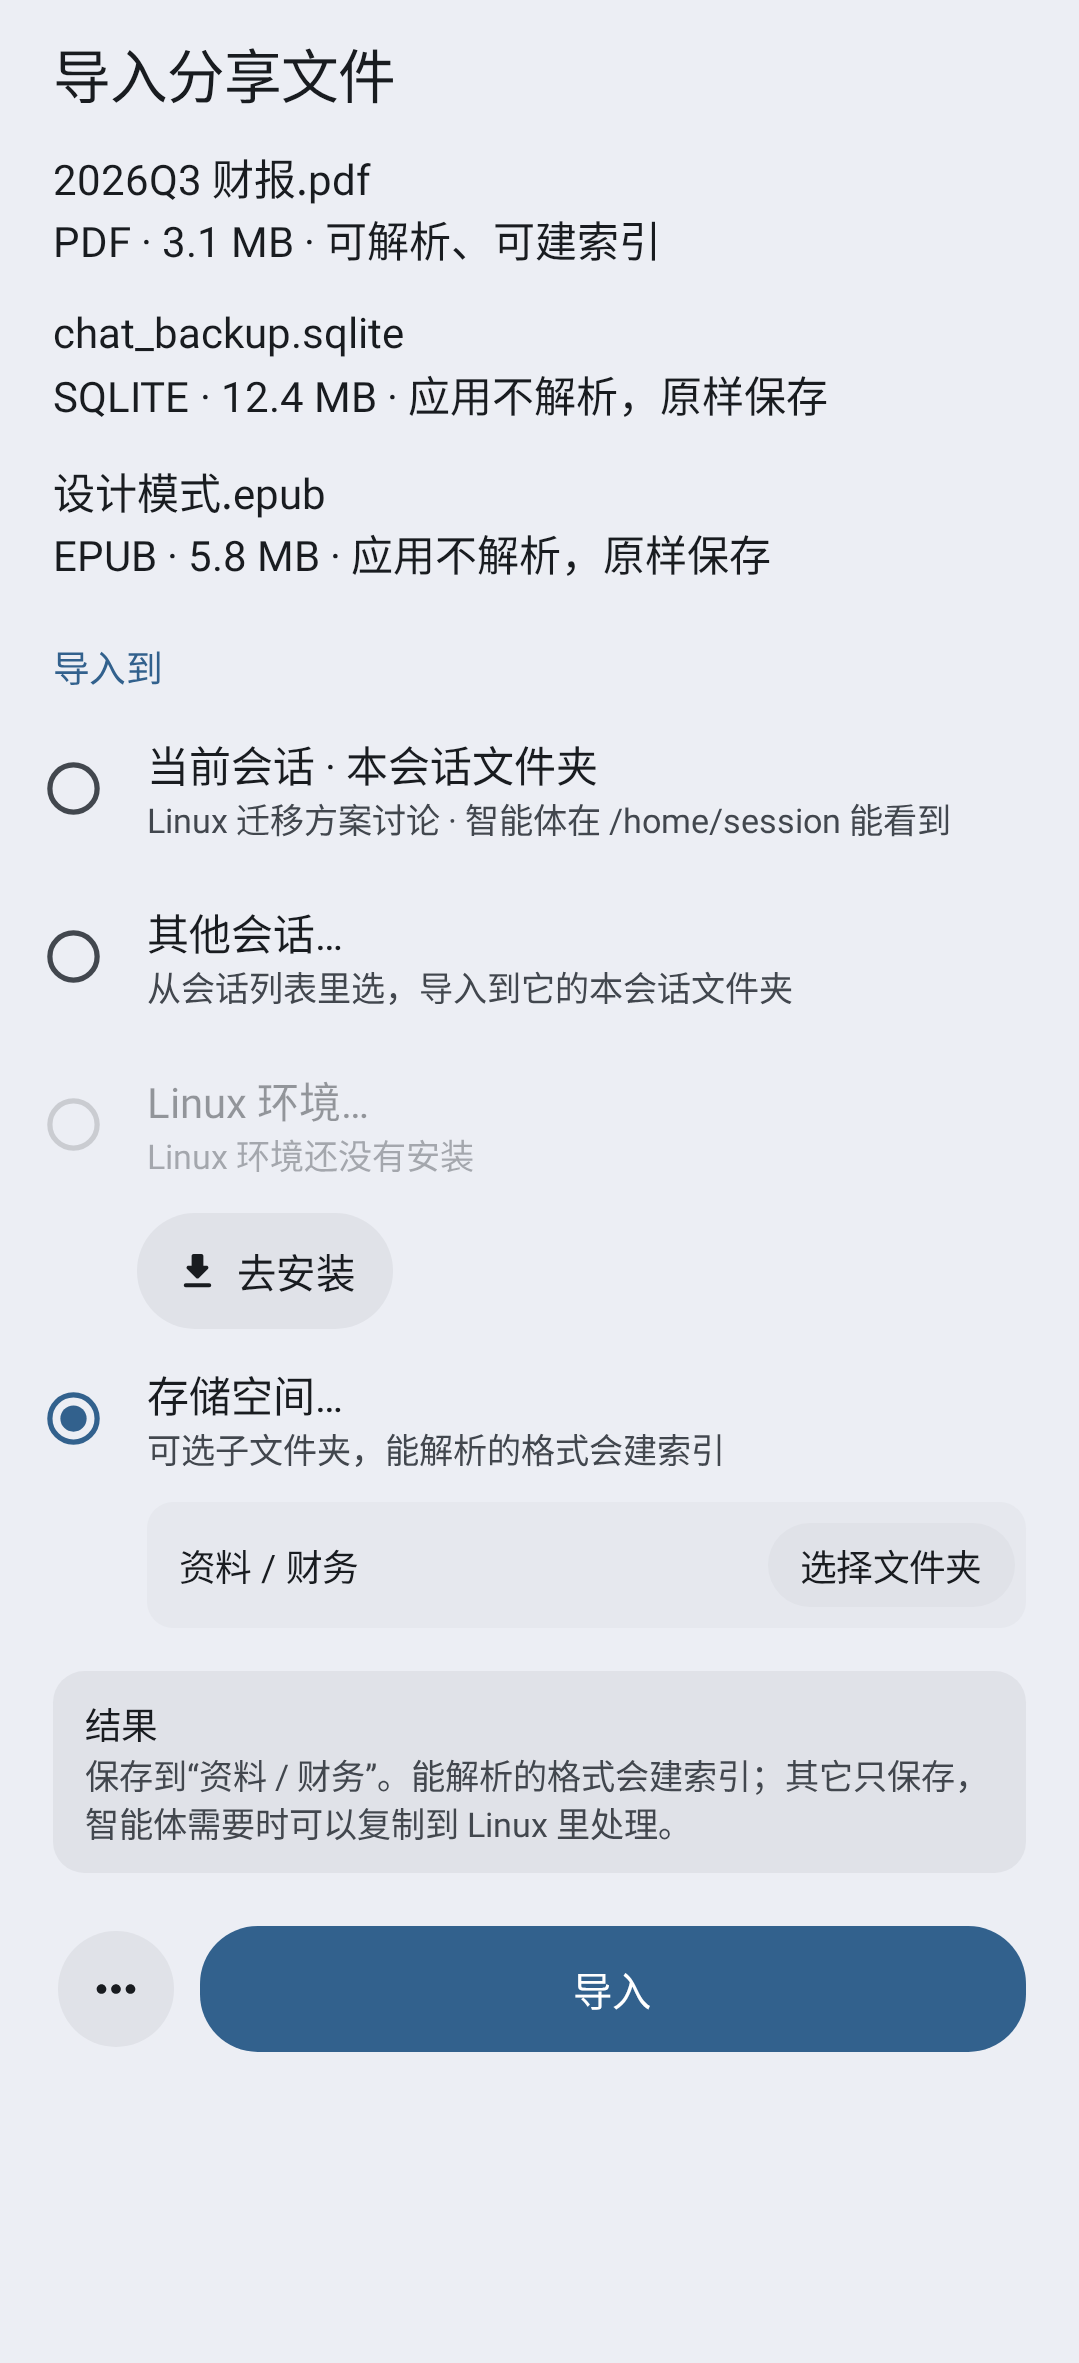 导入分享文件
2026Q3 财报.pdf
PDF · 3.1 MB · 可解析、可建索引
chat_backup.sqlite
SQLITE · 12.4 MB · 应用不解析，原样保存
设计模式.epub
EPUB · 5.8 MB · 应用不解析，原样保存
导入到
当前会话 · 本会话文件夹
Linux 迁移方案讨论 · 智能体在 /home/session 能看到
其他会话…
从会话列表里选，导入到它的本会话文件夹
Linux 环境…
Linux 环境还没有安装
去安装
存储空间…
可选子文件夹，能解析的格式会建索引
资料 / 财务
选择文件夹
结果
保存到“资料 / 财务”。能解析的格式会建索引；其它只保存，
智能体需要时可以复制到 Linux 里处理。
导入